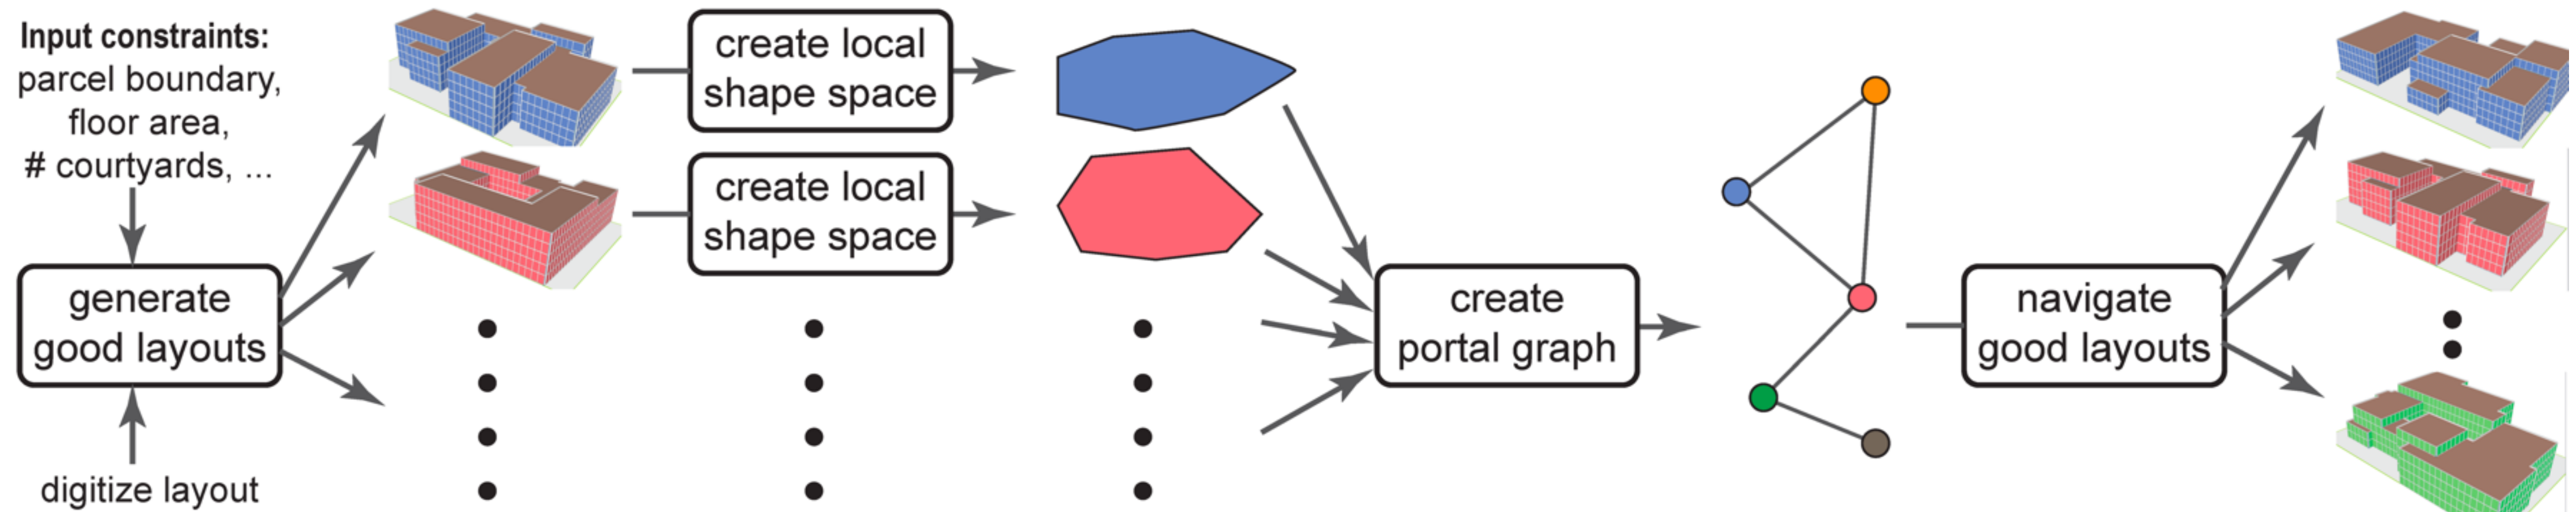 Input constraints:
parcel boundary,
floor area,
# courtyards, ...
generate
good layouts
digitize layout
create local
shape space
create local
shape space
create
portal graph
navigate
good layouts